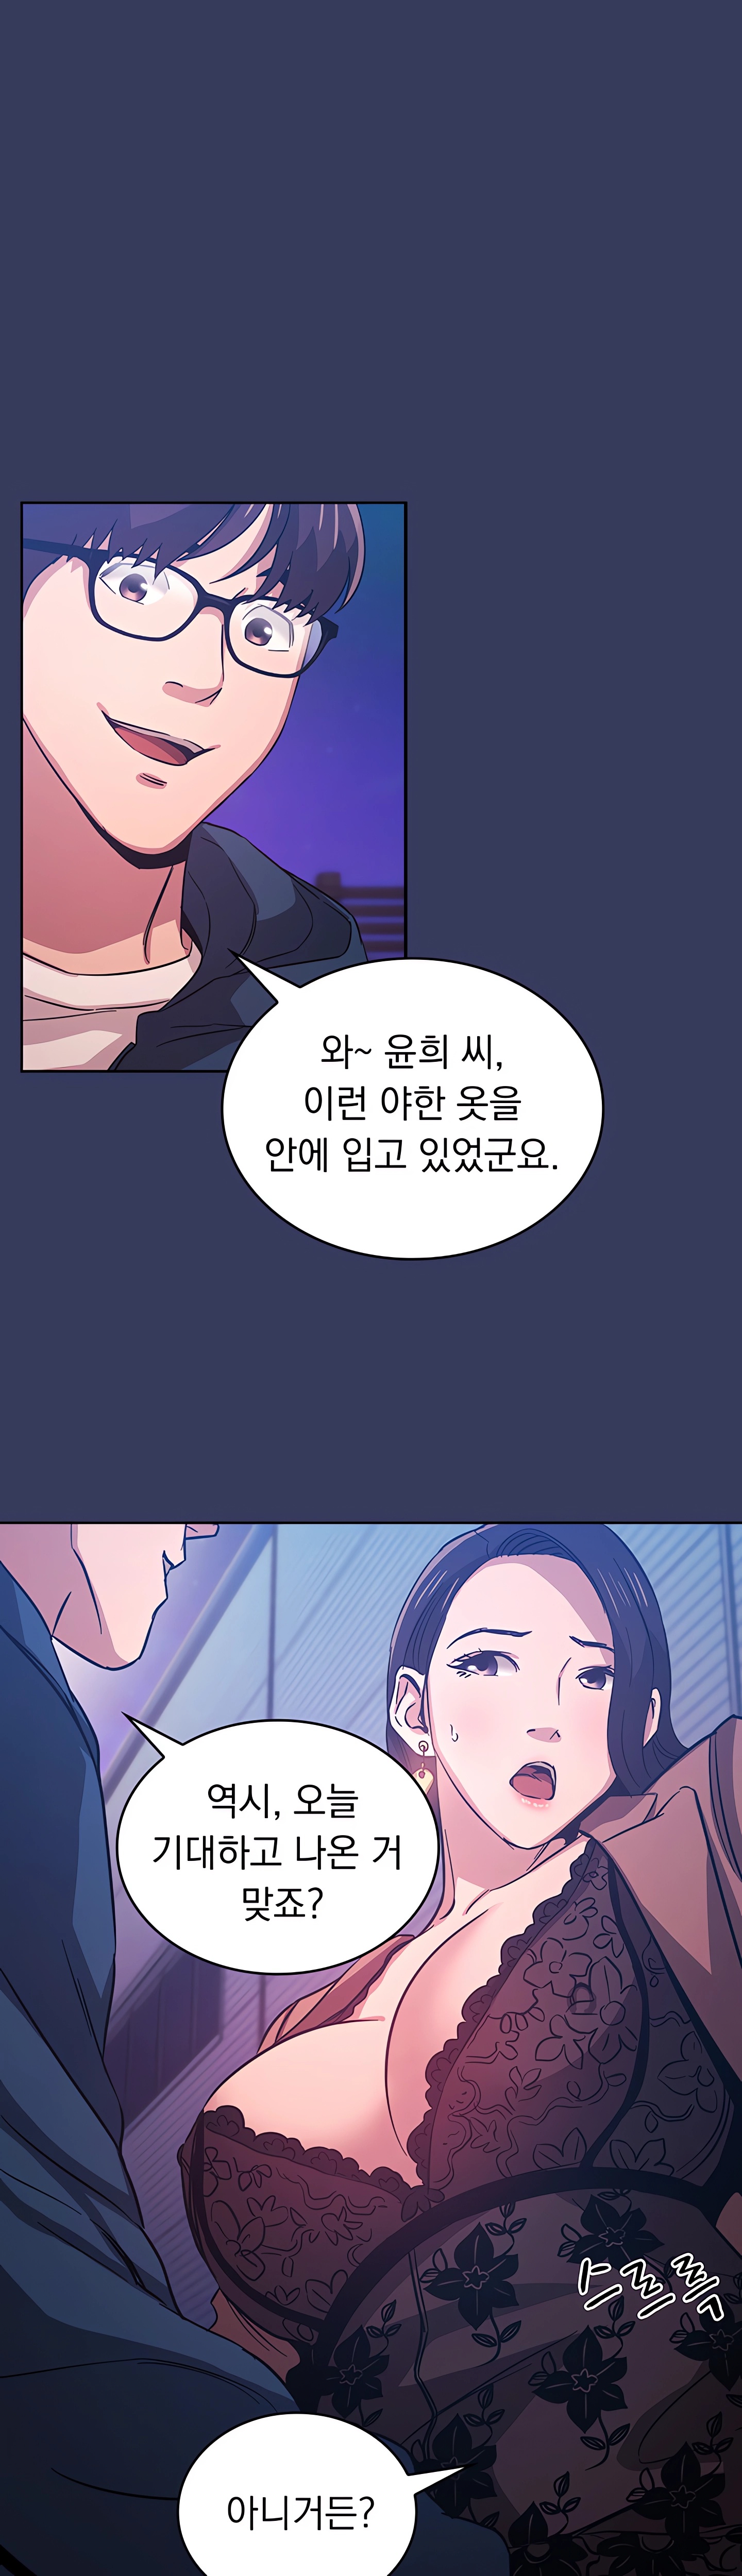 와~ 윤희 씨,
이런 야한 옷을
안에 입고 있었군요.
역시, 오늘
기대하고 나온 거
맞죠?
스르륵
아니거든?